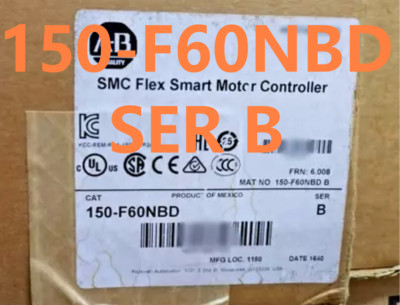 150-F60NBD
A-B
QUALITY
SMC Flex Smart Motor Controller
SER B
FRN: 6.008
MAT NO 150-F60NBD B
CAT
PRODUCT OF MEXICO
SER
150-F60NBD
B
MFG LOC. 1180
DATE 1640